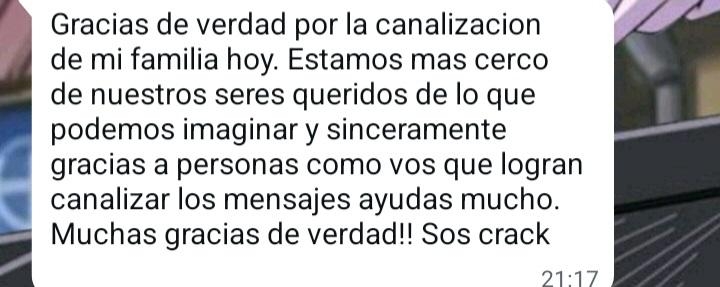 Gracias de verdad por la canalizacion
de mi familia hoy. Estamos mas cerco
de nuestros seres queridos de lo que
podemos imaginar y sinceramente
gracias a personas como vos que logran
canalizar los mensajes ayudas mucho.
Muchas gracias de verdad!! Sos crack
21:17